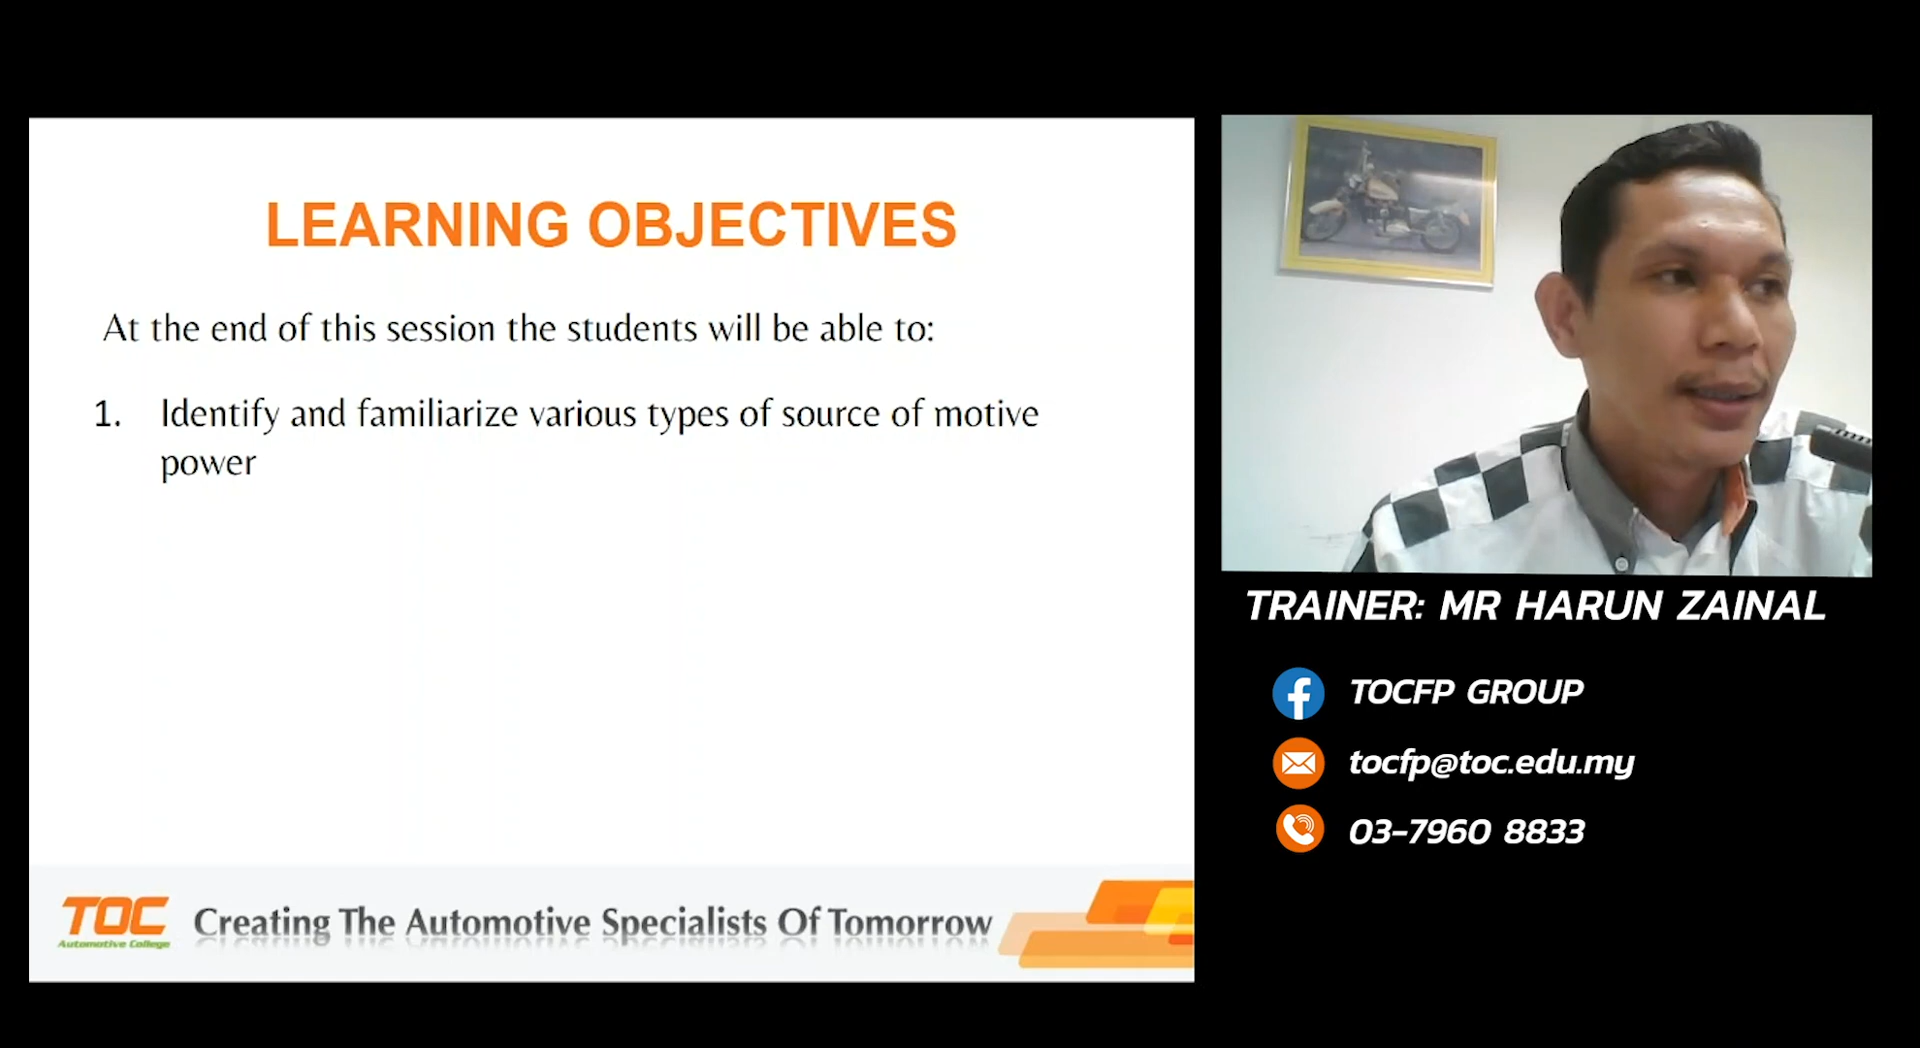 LEARNING OBJECTIVES
At the end of this session the students will be able to:
1. Identify and familiarize various types of source of motive
power
TOC
Automotive College
Creating The Automotive Specialists Of Tomorrow
TRAINER: MR HARUN ZAINAL
TOCFP GROUP
tocfp@toc.edu.my
03-7960 8833